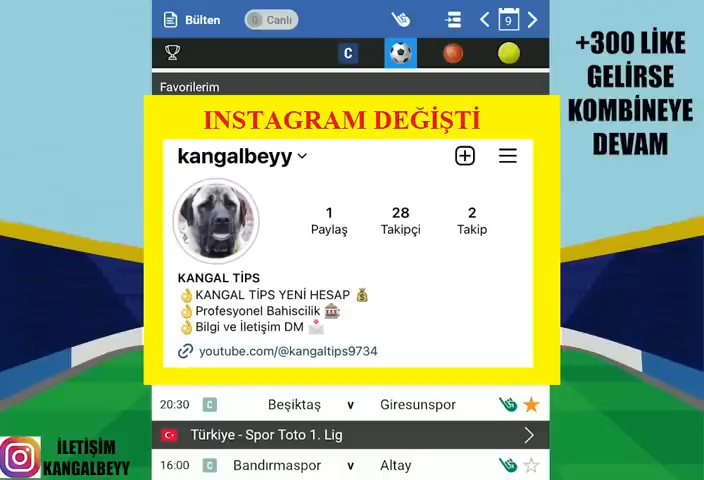 Bülten
Canlı
9
C
+300 LİKE
GELİRSE
KOMBİNEYE
DEVAM
Favorilerim
INSTAGRAM DEĞİŞTİ
kangalbeyy
1 28 2
Paylaş Takipçi Takip
KANGAL TİPS
👌KANGAL TİPS YENİ HESAP 💰
👌Profesyonel Bahiscilik 🎰
👌Bilgi ve İletişim DM 📩
youtube.com/@kangaltips9734
20:30 C Beşiktaş v Giresunspor
Türkiye - Spor Toto 1. Lig
16:00 C Bandırmaspor v Altay
İLETİŞİM
KANGALBEYY